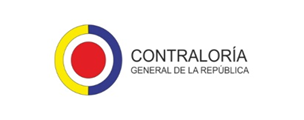 CONTRALORÍA
GENERAL DE LA REPÚBLICA